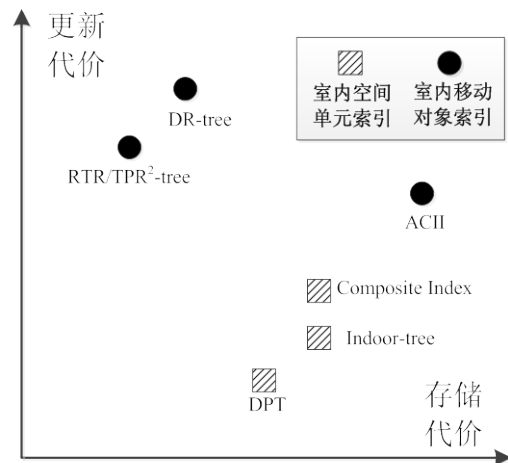 更新
代价
室内空间
单元索引
室内移动
对象索引
DR-tree
RTR/TPR²-tree
ACII
Composite Index
Indoor-tree
DPT
存储
代价